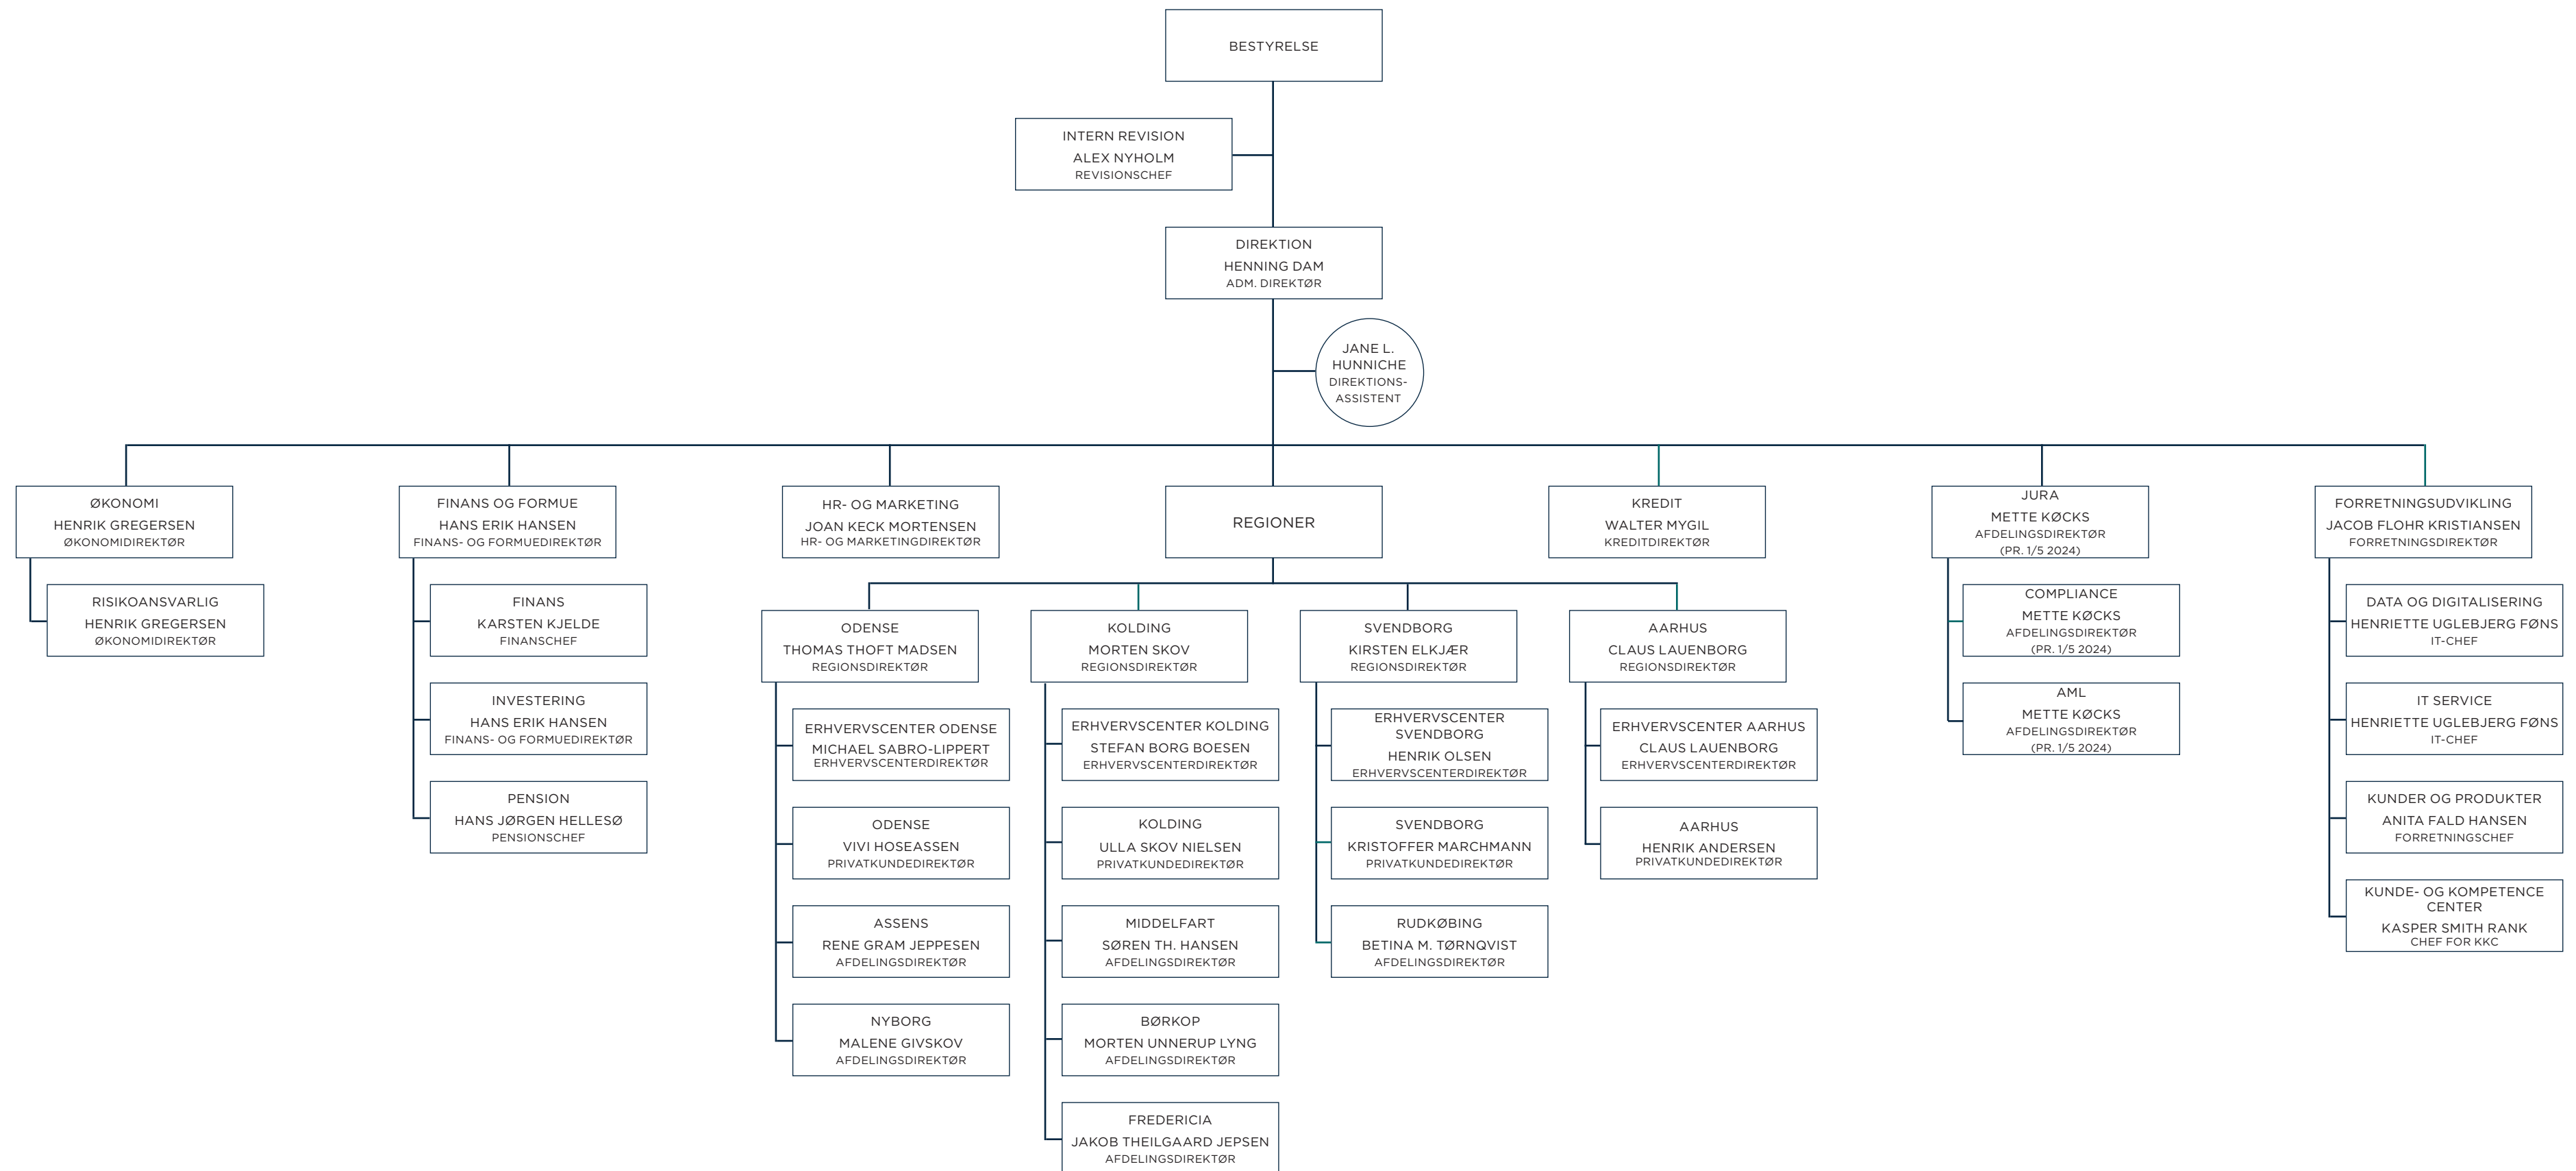 BESTYRELSE
INTERN REVISION
ALEX NYHOLM
REVISIONSCHEF
DIREKTION
HENNING DAM
ADM. DIREKTØR
JANE L.
HUNNICHE
DIREKTIONS-
ASSISTENT
ØKONOMI
HENRIK GREGERSEN
ØKONOMIDIREKTØR
RISIKOANSVARLIG
HENRIK GREGERSEN
ØKONOMIDIREKTØR
FINANS OG FORMUE
HANS ERIK HANSEN
FINANS- OG FORMUEDIREKTØR
FINANS
KARSTEN KJELDE
FINANSCHEF
INVESTERING
HANS ERIK HANSEN
FINANS- OG FORMUEDIREKTØR
PENSION
HANS JØRGEN HELLESØ
PENSIONSCHEF
HR- OG MARKETING
JOAN KECK MORTENSEN
HR- OG MARKETINGDIREKTØR
REGIONER
ODENSE
THOMAS THOFT MADSEN
REGIONSDIREKTØR
ERHVERVSCENTER ODENSE
MICHAEL SABRO-LIPPERT
ERHVERVSCENTERDIREKTØR
ODENSE
VIVI HOSEASSEN
PRIVATKUNDEDIREKTØR
ASSENS
RENE GRAM JEPPESEN
AFDELINGSDIREKTØR
NYBORG
MALENE GIVSKOV
AFDELINGSDIREKTØR
KOLDING
MORTEN SKOV
REGIONSDIREKTØR
ERHVERVSCENTER KOLDING
STEFAN BORG BOESEN
ERHVERVSCENTERDIREKTØR
KOLDING
ULLA SKOV NIELSEN
PRIVATKUNDEDIREKTØR
MIDDELFART
SØREN TH. HANSEN
AFDELINGSDIREKTØR
BØRKOP
MORTEN UNNERUP LYNG
AFDELINGSDIREKTØR
FREDERICIA
JAKOB THEILGAARD JEPSEN
AFDELINGSDIREKTØR
SVENDBORG
KIRSTEN ELKJÆR
REGIONSDIREKTØR
ERHVERVSCENTER
SVENDBORG
HENRIK OLSEN
ERHVERVSCENTERDIREKTØR
SVENDBORG
KRISTOFFER MARCHMANN
PRIVATKUNDEDIREKTØR
RUDKØBING
BETINA M. TØRNQVIST
AFDELINGSDIREKTØR
AARHUS
CLAUS LAUENBORG
REGIONSDIREKTØR
ERHVERVSCENTER AARHUS
CLAUS LAUENBORG
ERHVERVSCENTERDIREKTØR
AARHUS
HENRIK ANDERSEN
PRIVATKUNDEDIREKTØR
KREDIT
WALTER MYGIL
KREDITDIREKTØR
JURA
METTE KØCKS
AFDELINGSDIREKTØR
(PR. 1/5 2024)
COMPLIANCE
METTE KØCKS
AFDELINGSDIREKTØR
(PR. 1/5 2024)
AML
METTE KØCKS
AFDELINGSDIREKTØR
(PR. 1/5 2024)
FORRETNINGSUDVIKLING
JACOB FLOHR KRISTIANSEN
FORRETNINGSDIREKTØR
DATA OG DIGITALISERING
HENRIETTE UGLEBJERG FØNS
IT-CHEF
IT SERVICE
HENRIETTE UGLEBJERG FØNS
IT-CHEF
KUNDER OG PRODUKTER
ANITA FALD HANSEN
FORRETNINGSCHEF
KUNDE- OG KOMPETENCE
CENTER
KASPER SMITH RANK
CHEF FOR KKC